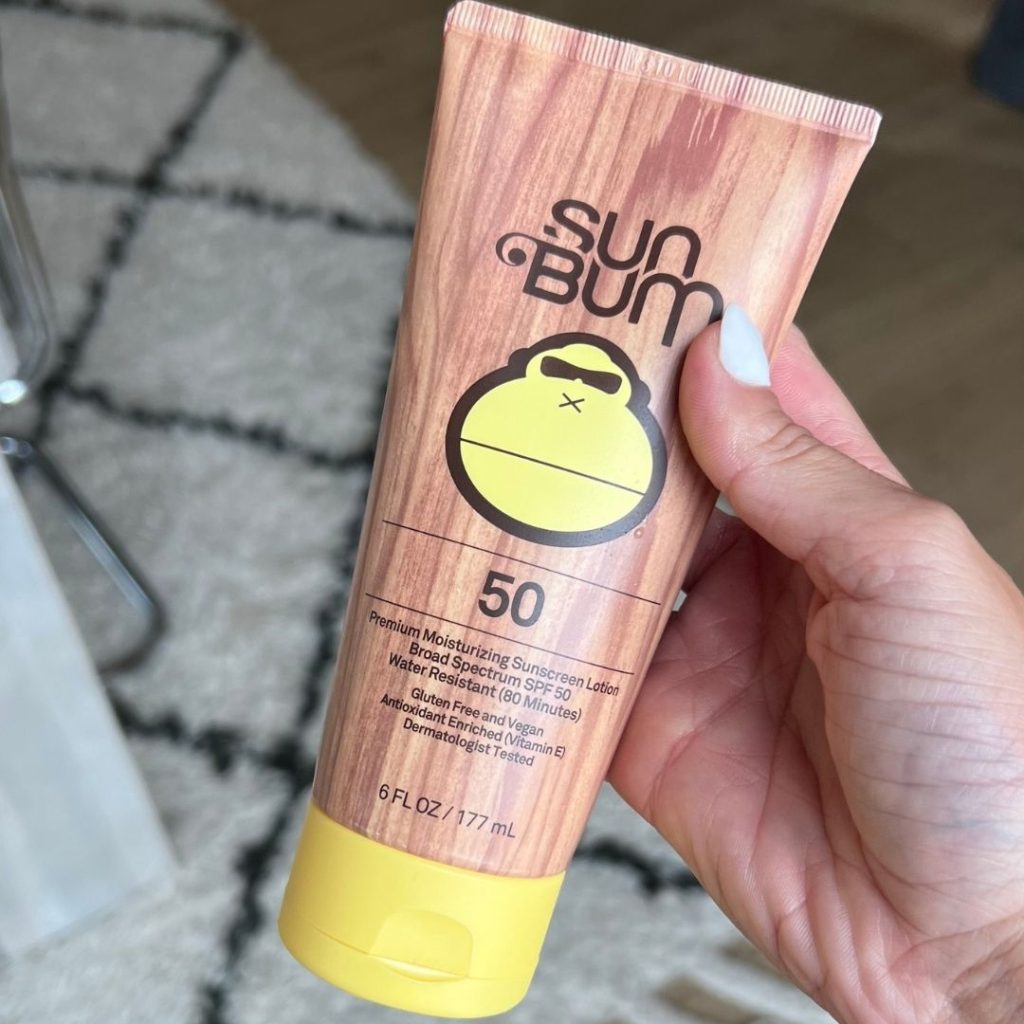 sun
Bum
50
Premium Moisturizing Sunscreen Lotion
Broad Spectrum SPF 50
Water Resistant (80 Minutes)
Gluten Free and Vegan
Antioxidant Enriched (Vitamin E)
Dermatologist Tested
6 FL OZ / 177 mL